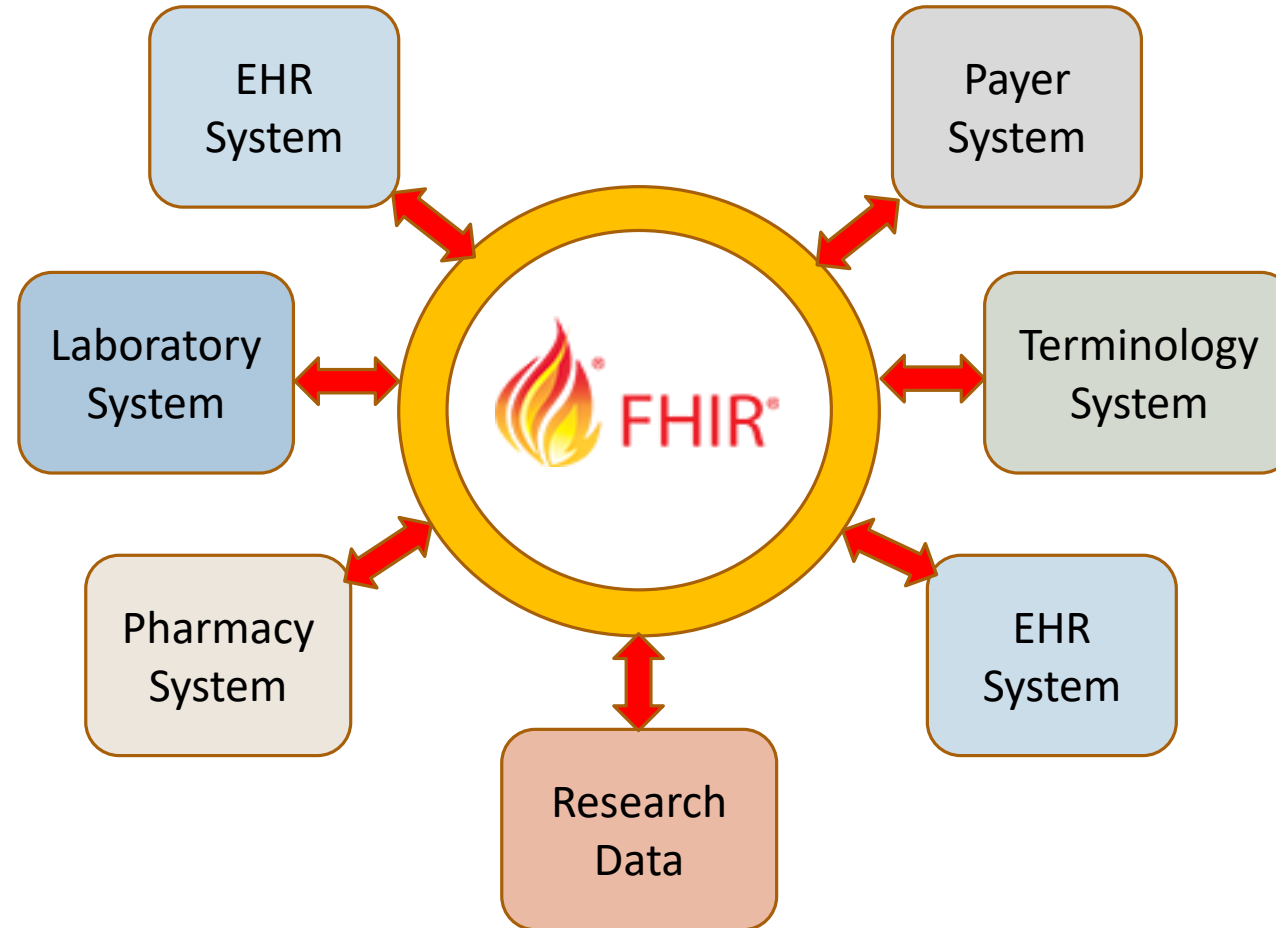 EHR
System
Payer
System
Laboratory
System
® FHIR®
Terminology
System
Pharmacy
System
EHR
System
Research
Data